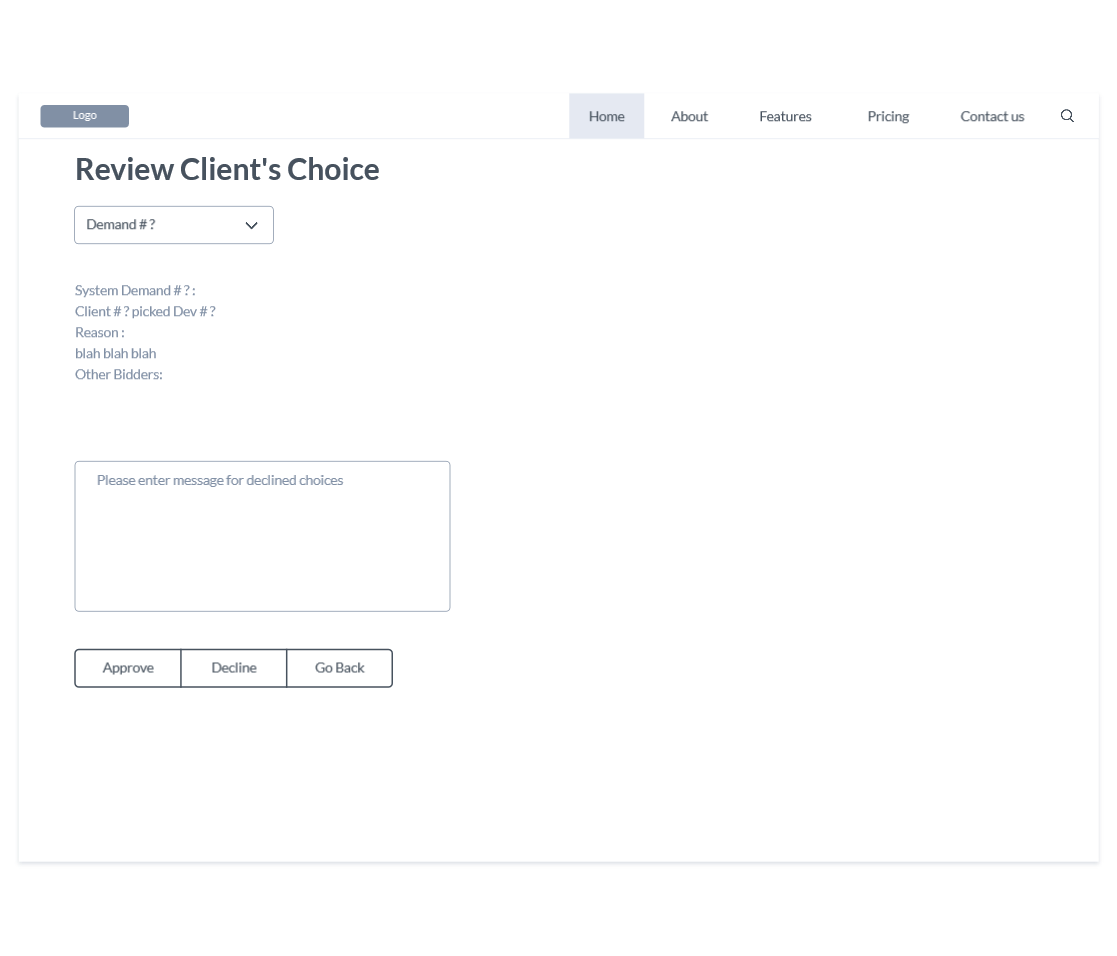 Logo
Home About Features Pricing Contact us
Review Client's Choice
Demand # ?
System Demand # ? :
Client # ? picked Dev # ?
Reason :
blah blah blah
Other Bidders:
Please enter message for declined choices
Approve Decline Go Back